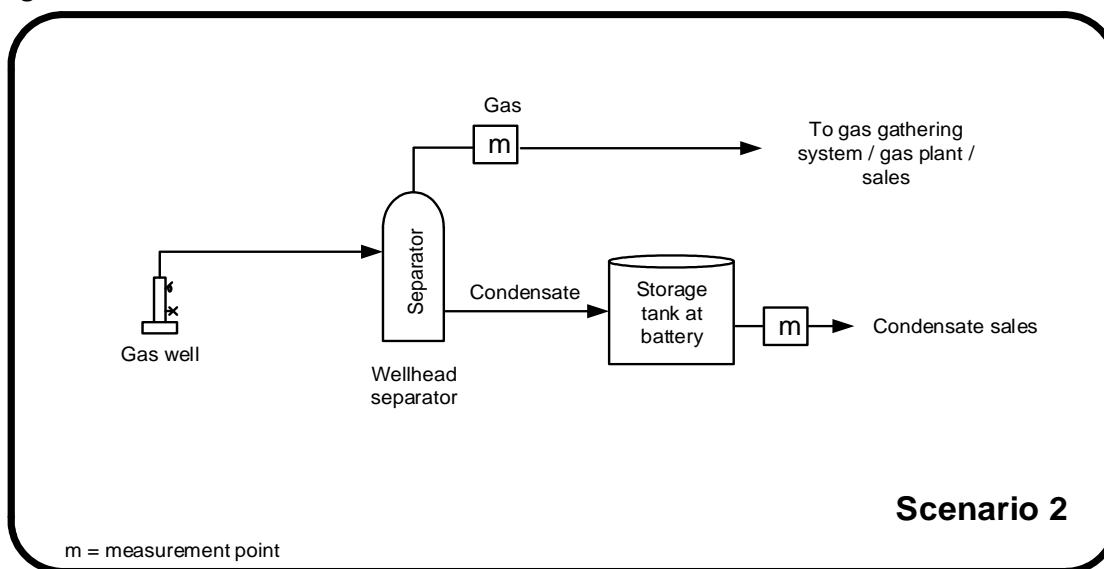 Gas
m
To gas gathering
system / gas plant /
sales
Separator
Condensate
Storage
tank at
battery
m
Condensate sales
Gas well
Wellhead
separator
Scenario 2
m = measurement point